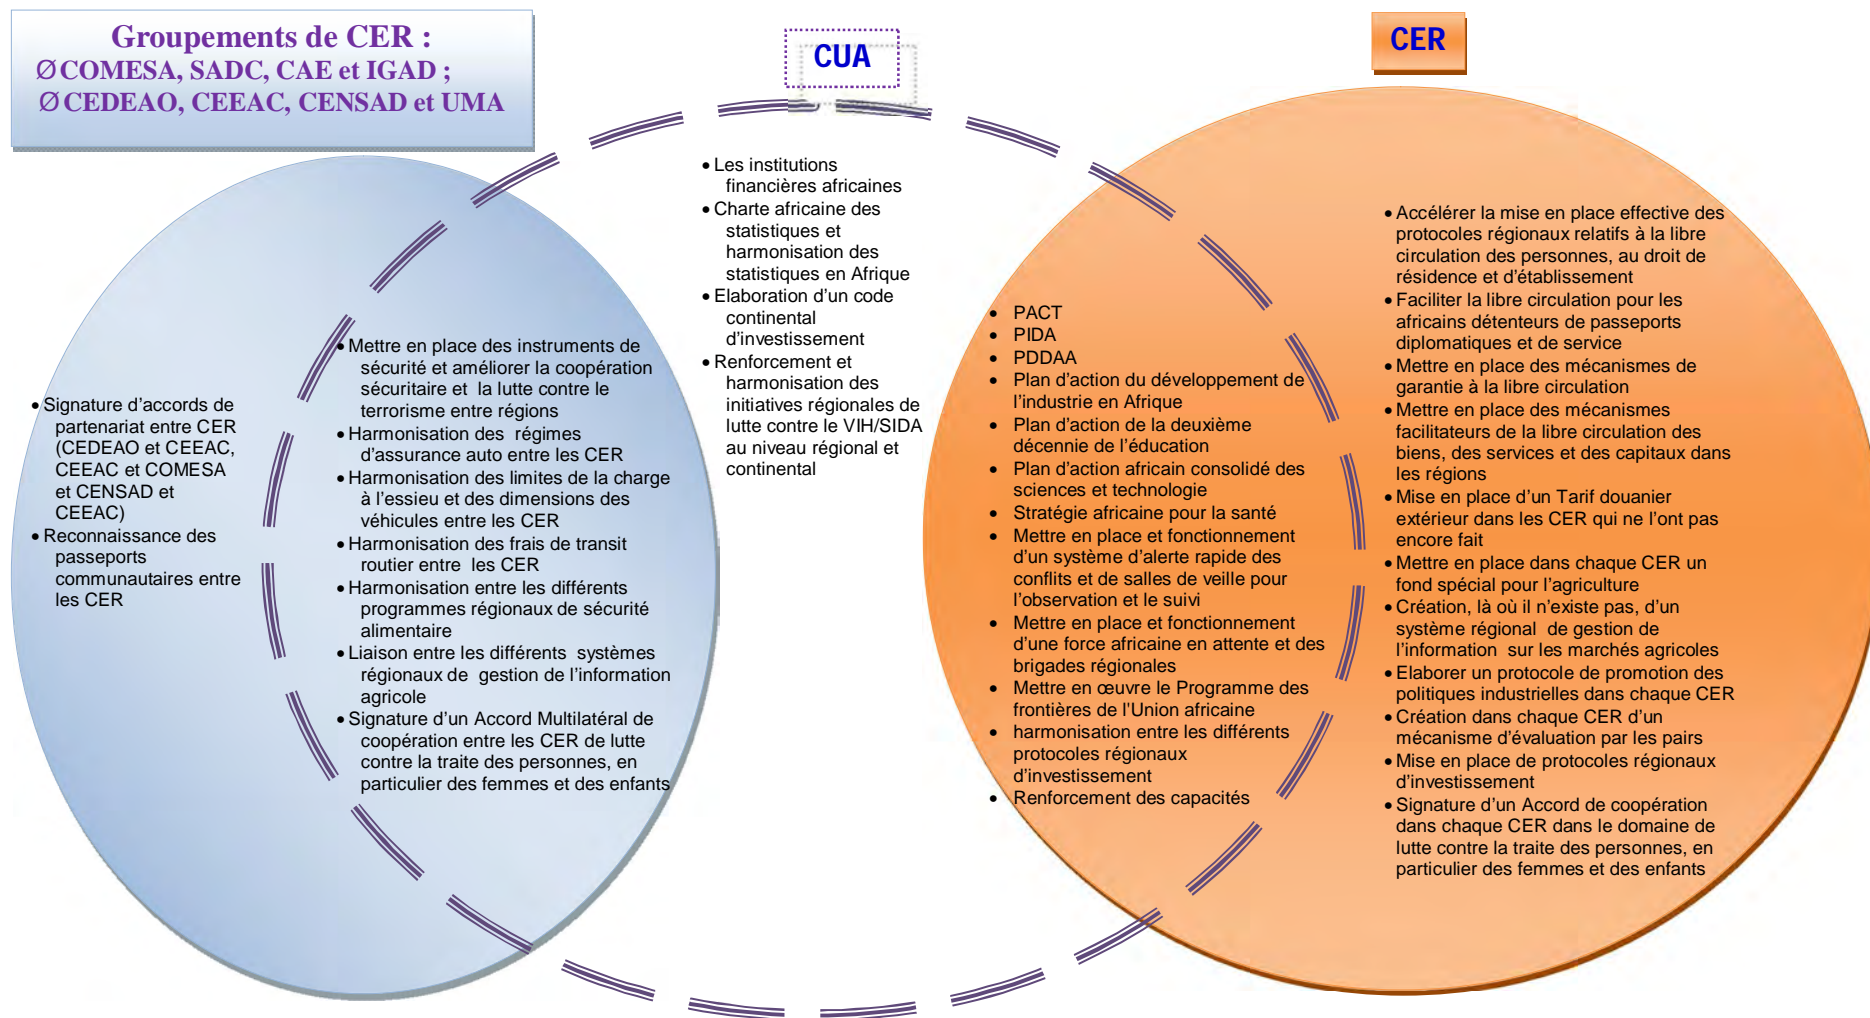 Groupements de CER :
Ø COMESA, SADC, CAE et IGAD ;
Ø CEDEAO, CEEAC, CENSAD et UMA
CUA
CER
• Signature d’accords de
partenariat entre CER
(CEDEAO et CEEAC,
CEEAC et COMESA
et CENSAD et
CEEAC)
• Reconnaissance des
passeports
communautaires entre
les CER
• Mettre en place des instruments de
sécurité et améliorer la coopération
sécuritaire et la lutte contre le
terrorisme entre régions
• Harmonisation des régimes
d’assurance auto entre les CER
• Harmonisation des limites de la charge
à l’essieu et des dimensions des
véhicules entre les CER
• Harmonisation des frais de transit
routier entre les CER
• Harmonisation entre les différents
programmes régionaux de sécurité
alimentaire
• Liaison entre les différents systèmes
régionaux de gestion de l’information
agricole
• Signature d’un Accord Multilatéral de
coopération entre les CER de lutte
contre la traite des personnes, en
particulier des femmes et des enfants
• Les institutions
financières africaines
• Charte africaine des
statistiques et
harmonisation des
statistiques en Afrique
• Elaboration d’un code
continental
d’investissement
• Renforcement et
harmonisation des
initiatives régionales de
lutte contre le VIH/SIDA
au niveau régional et
continental
• PACT
• PIDA
• PDDAA
• Plan d’action du développement de
l’industrie en Afrique
• Plan d’action de la deuxième
décennie de l’éducation
• Plan d’action africain consolidé des
sciences et technologie
• Stratégie africaine pour la santé
• Mettre en place et fonctionnement
d’un système d’alerte rapide des
conflits et de salles de veille pour
l’observation et le suivi
• Mettre en place et fonctionnement
d’une force africaine en attente et des
brigades régionales
• Mettre en œuvre le Programme des
frontières de l'Union africaine
• harmonisation entre les différents
protocoles régionaux
d’investissement
• Renforcement des capacités
• Accélérer la mise en place effective des
protocoles régionaux relatifs à la libre
circulation des personnes, au droit de
résidence et d’établissement
• Faciliter la libre circulation pour les
africains détenteurs de passeports
diplomatiques et de service
• Mettre en place des mécanismes de
garantie à la libre circulation
• Mettre en place des mécanismes
facilitateurs de la libre circulation des
biens, des services et des capitaux dans
les régions
• Mise en place d’un Tarif douanier
extérieur dans les CER qui ne l’ont pas
encore fait
• Mettre en place dans chaque CER un
fond spécial pour l’agriculture
• Création, là où il n’existe pas, d’un
système régional de gestion de
l’information sur les marchés agricoles
• Elaborer un protocole de promotion des
politiques industrielles dans chaque CER
• Création dans chaque CER d’un
mécanisme d’évaluation par les pairs
• Mise en place de protocoles régionaux
d’investissement
• Signature d’un Accord de coopération
dans chaque CER dans le domaine de
lutte contre la traite des personnes, en
particulier des femmes et des enfants